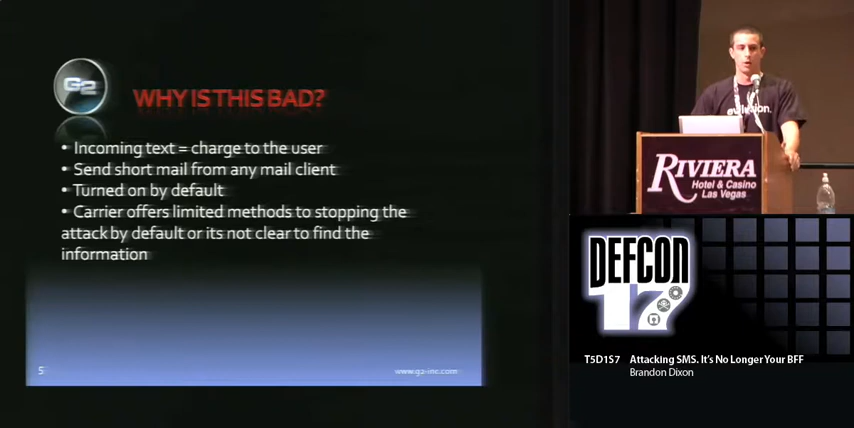 G2
WHY IS THIS BAD?
• Incoming text = charge to the user
• Send short mail from any mail client
• Turned on by default
• Carrier offers limited methods to stopping the
attack by default or its not clear to find the
information
5
www.g2-inc.com
RIVIERA
Hotel & Casino
Las Vegas
DEFCON
17
T5D1S7 Attacking SMS. It's No Longer Your BFF
Brandon Dixon